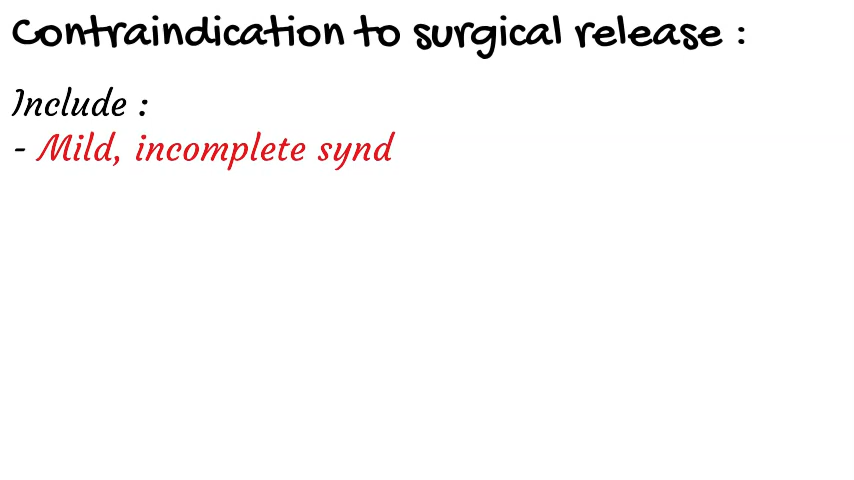 Contraindication to surgical release :
Include :
- Mild, incomplete synd